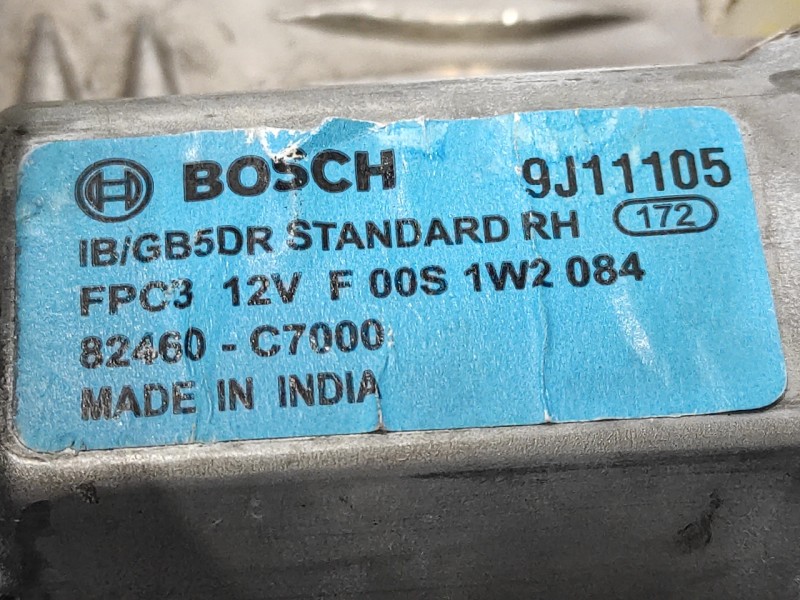 BOSCH 9J11105
IB/GB5DR STANDARD RH 172
FPC3 12V F 00S 1W2 084
82460 - C7000
MADE IN INDIA